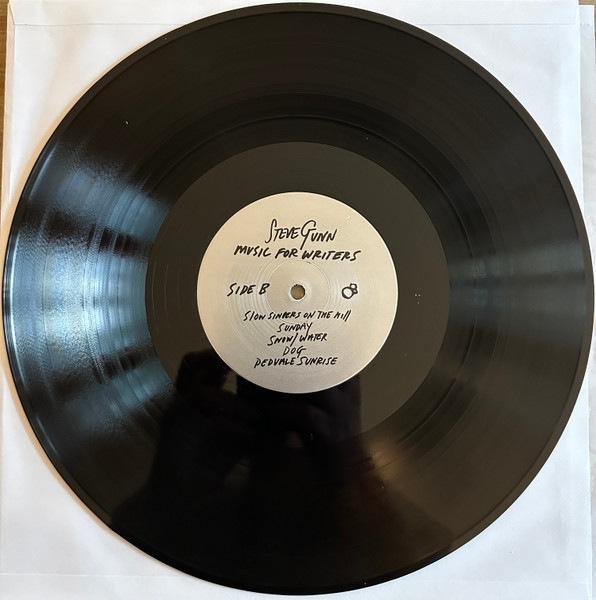 STEVE GUNN
MUSIC FOR WRITERS
SIDE B
SLOW SINGERS ON THE HILL
SUNDAY
SNOW/WATER
DOG
PEDVALE SUNRISE